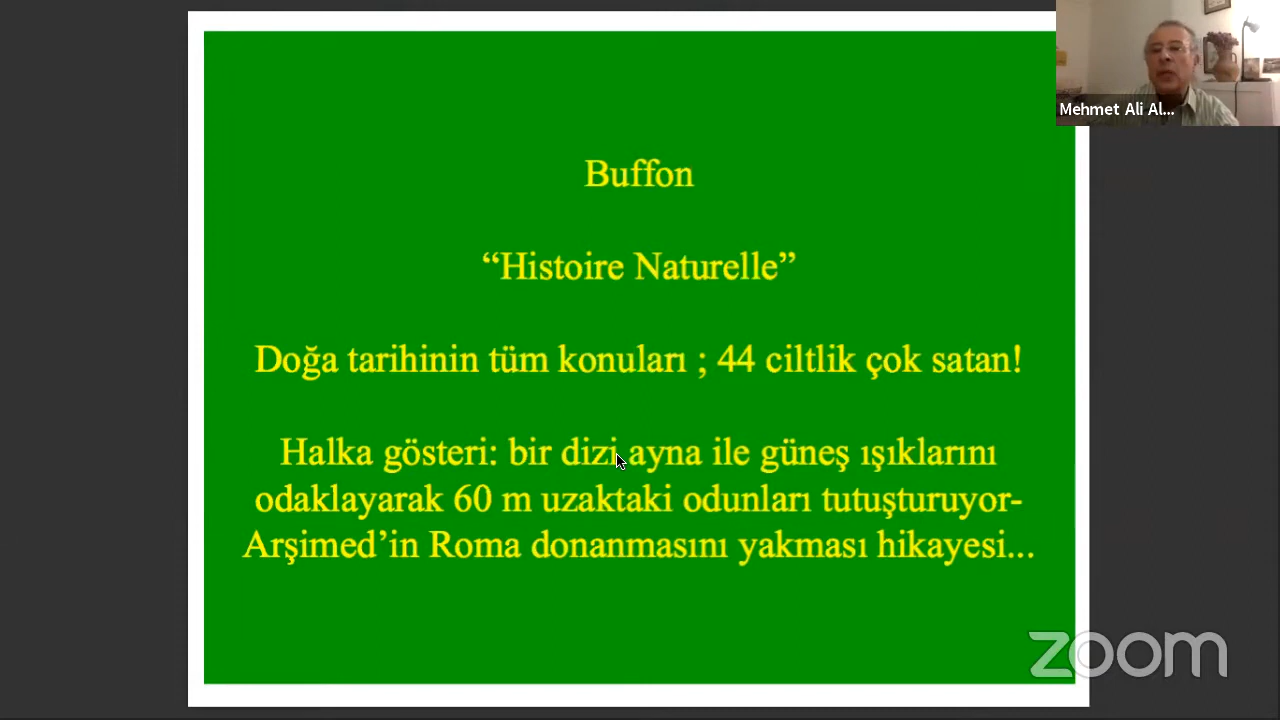 Buffon
“Histoire Naturelle”
Doğa tarihinin tüm konuları ; 44 ciltlik çok satan!
Halka gösteri: bir dizi ayna ile güneş ışıklarını
odaklayarak 60 m uzaktaki odunları tutuşturuyor-
Arşimed’in Roma donanmasını yakması hikayesi...
Mehmet Ali Al...
zoom